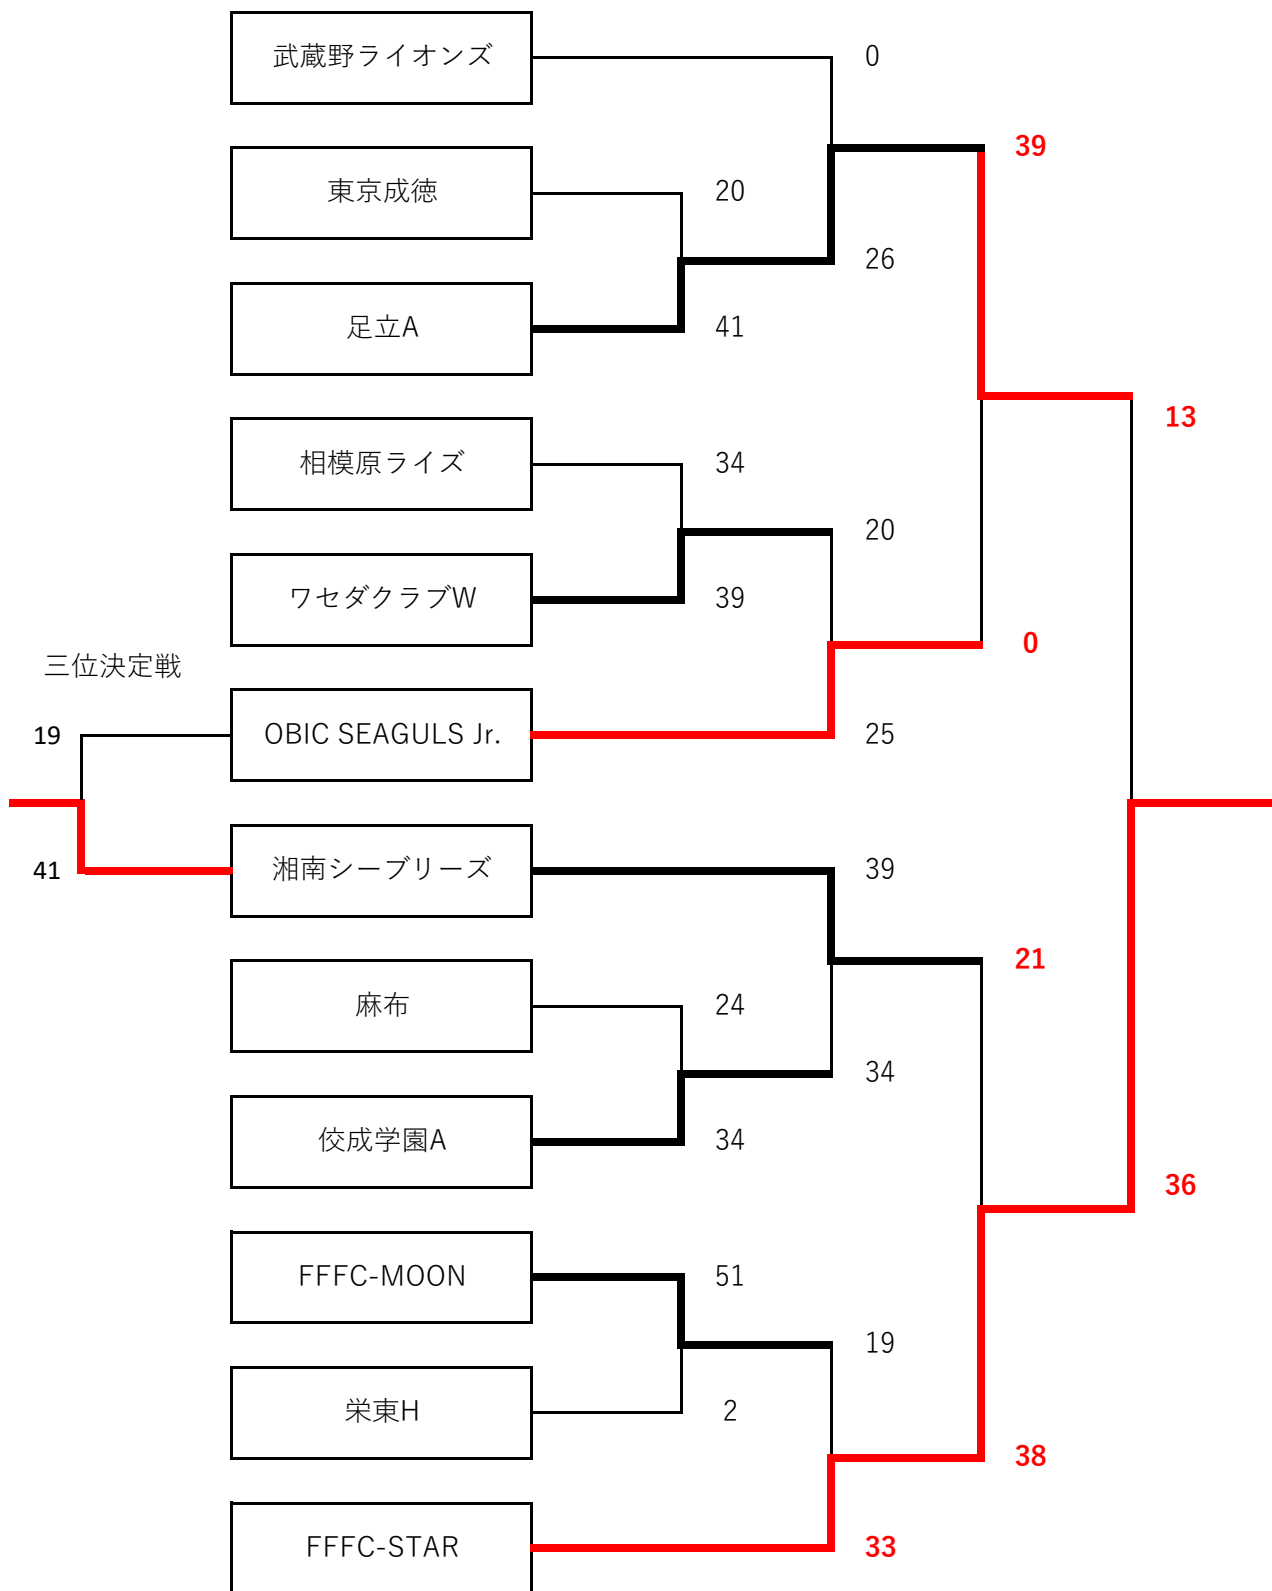 武蔵野ライオンズ
0
39
東京成徳
20
26
足立A
41
13
相模原ライズ
34
20
ワセダクラブW
39
0
三位決定戦
19
OBIC SEAGULS Jr.
25
41
湘南シーブリーズ
39
21
麻布
24
34
佼成学園A
34
36
FFFC-MOON
51
19
栄東H
2
38
FFFC-STAR
33